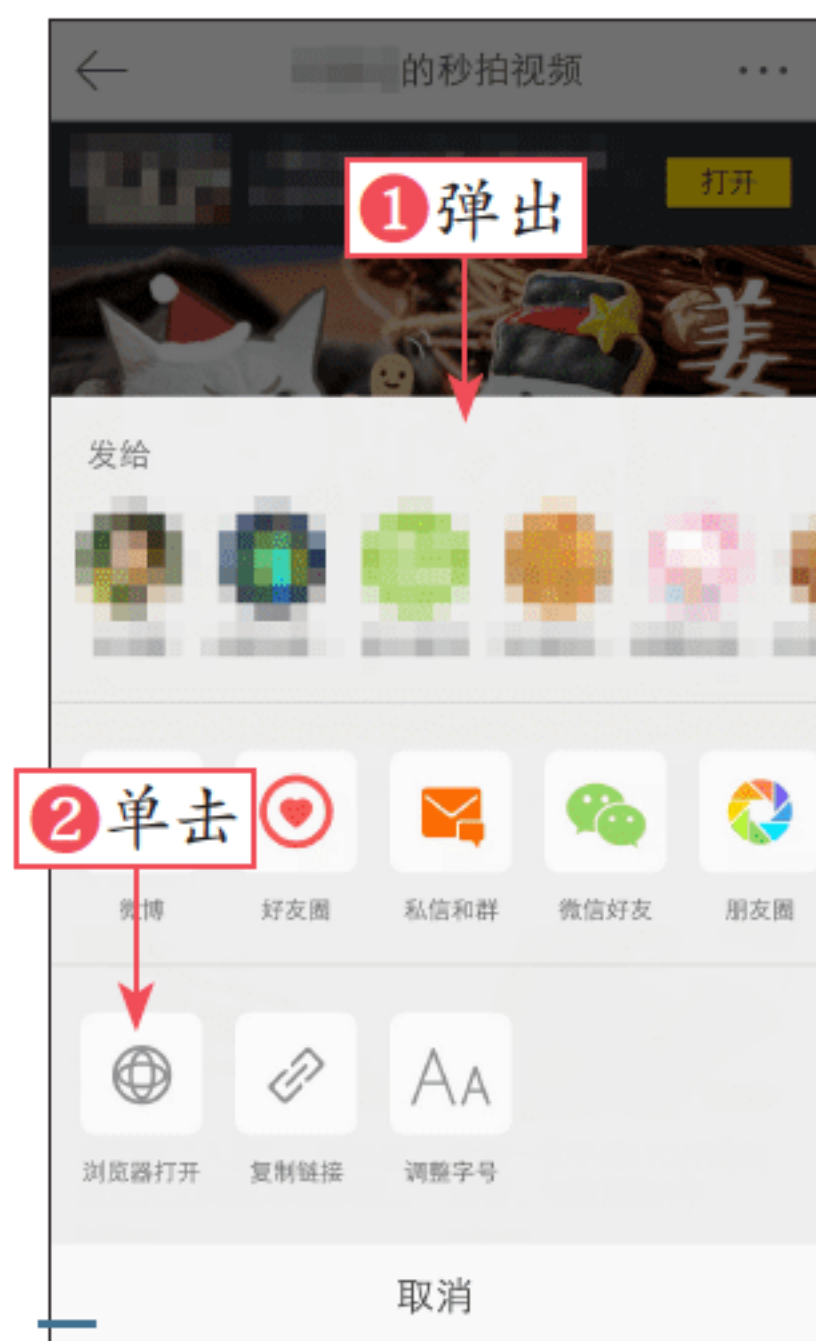 的秒拍视频
打开
❶弹出
姜
发给
❷单击
微博 好友圈 私信和群 微信好友 朋友圈
AA
浏览器打开 复制链接 调整字号
取消